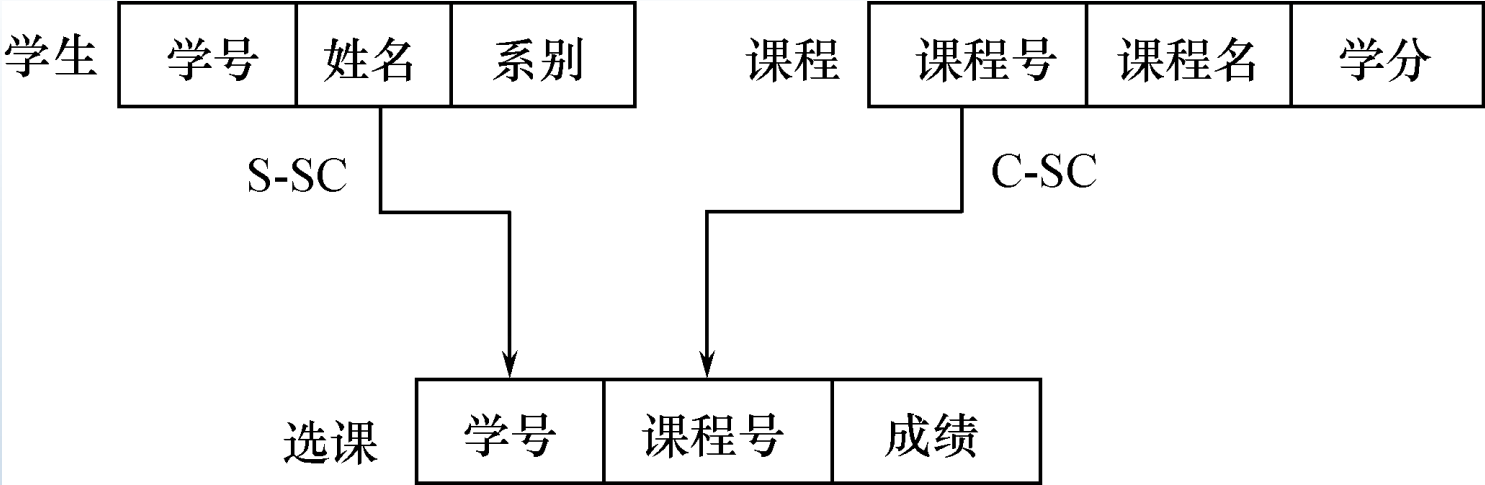 学生 学号 姓名 系别 课程 课程号 课程名 学分
S-SC C-SC
选课 学号 课程号 成绩